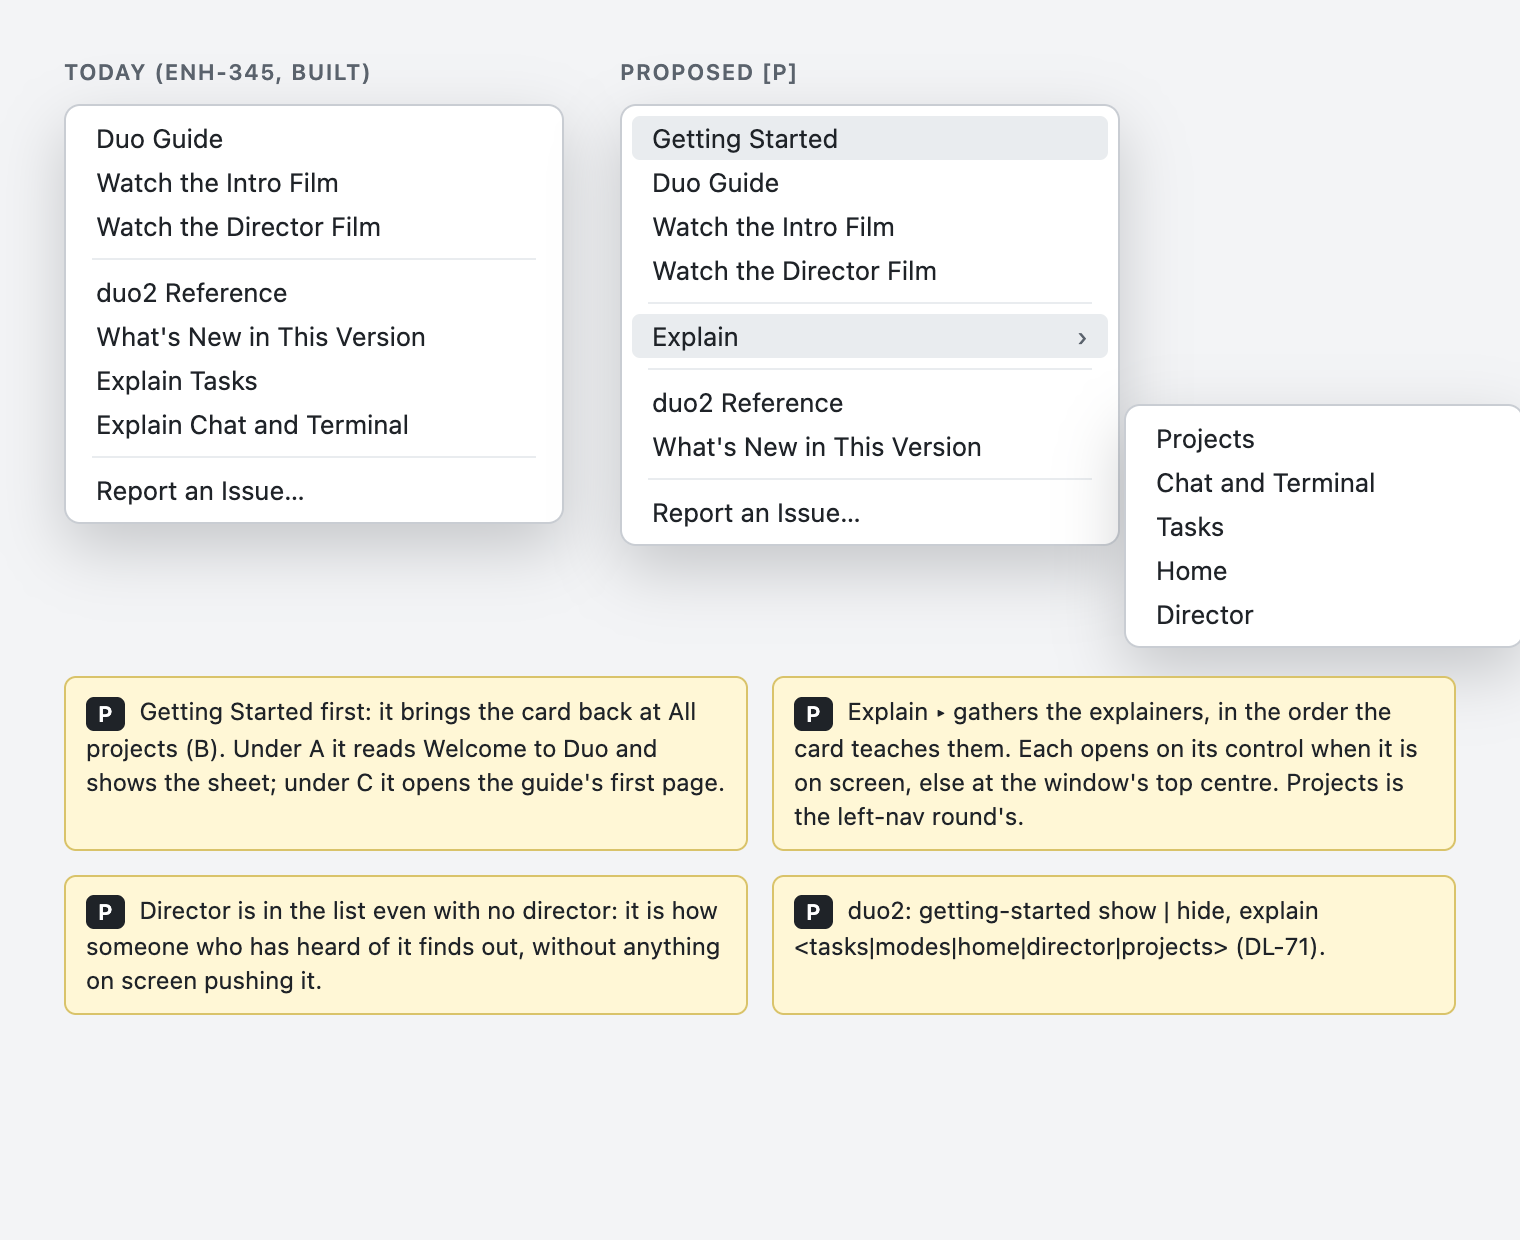 TODAY (ENH-345, BUILT)
Duo Guide
Watch the Intro Film
Watch the Director Film
duo2 Reference
What's New in This Version
Explain Tasks
Explain Chat and Terminal
Report an Issue...
PROPOSED [P]
Getting Started
Duo Guide
Watch the Intro Film
Watch the Director Film
Explain ›
duo2 Reference
What's New in This Version
Report an Issue...
Projects
Chat and Terminal
Tasks
Home
Director
P Getting Started first: it brings the card back at All
projects (B). Under A it reads Welcome to Duo and
shows the sheet; under C it opens the guide's first page.
P Explain ▸ gathers the explainers, in the order the
card teaches them. Each opens on its control when it is
on screen, else at the window's top centre. Projects is
the left-nav round's.
P Director is in the list even with no director: it is how
someone who has heard of it finds out, without anything
on screen pushing it.
P duo2: getting-started show | hide, explain
<tasks|modes|home|director|projects> (DL-71).